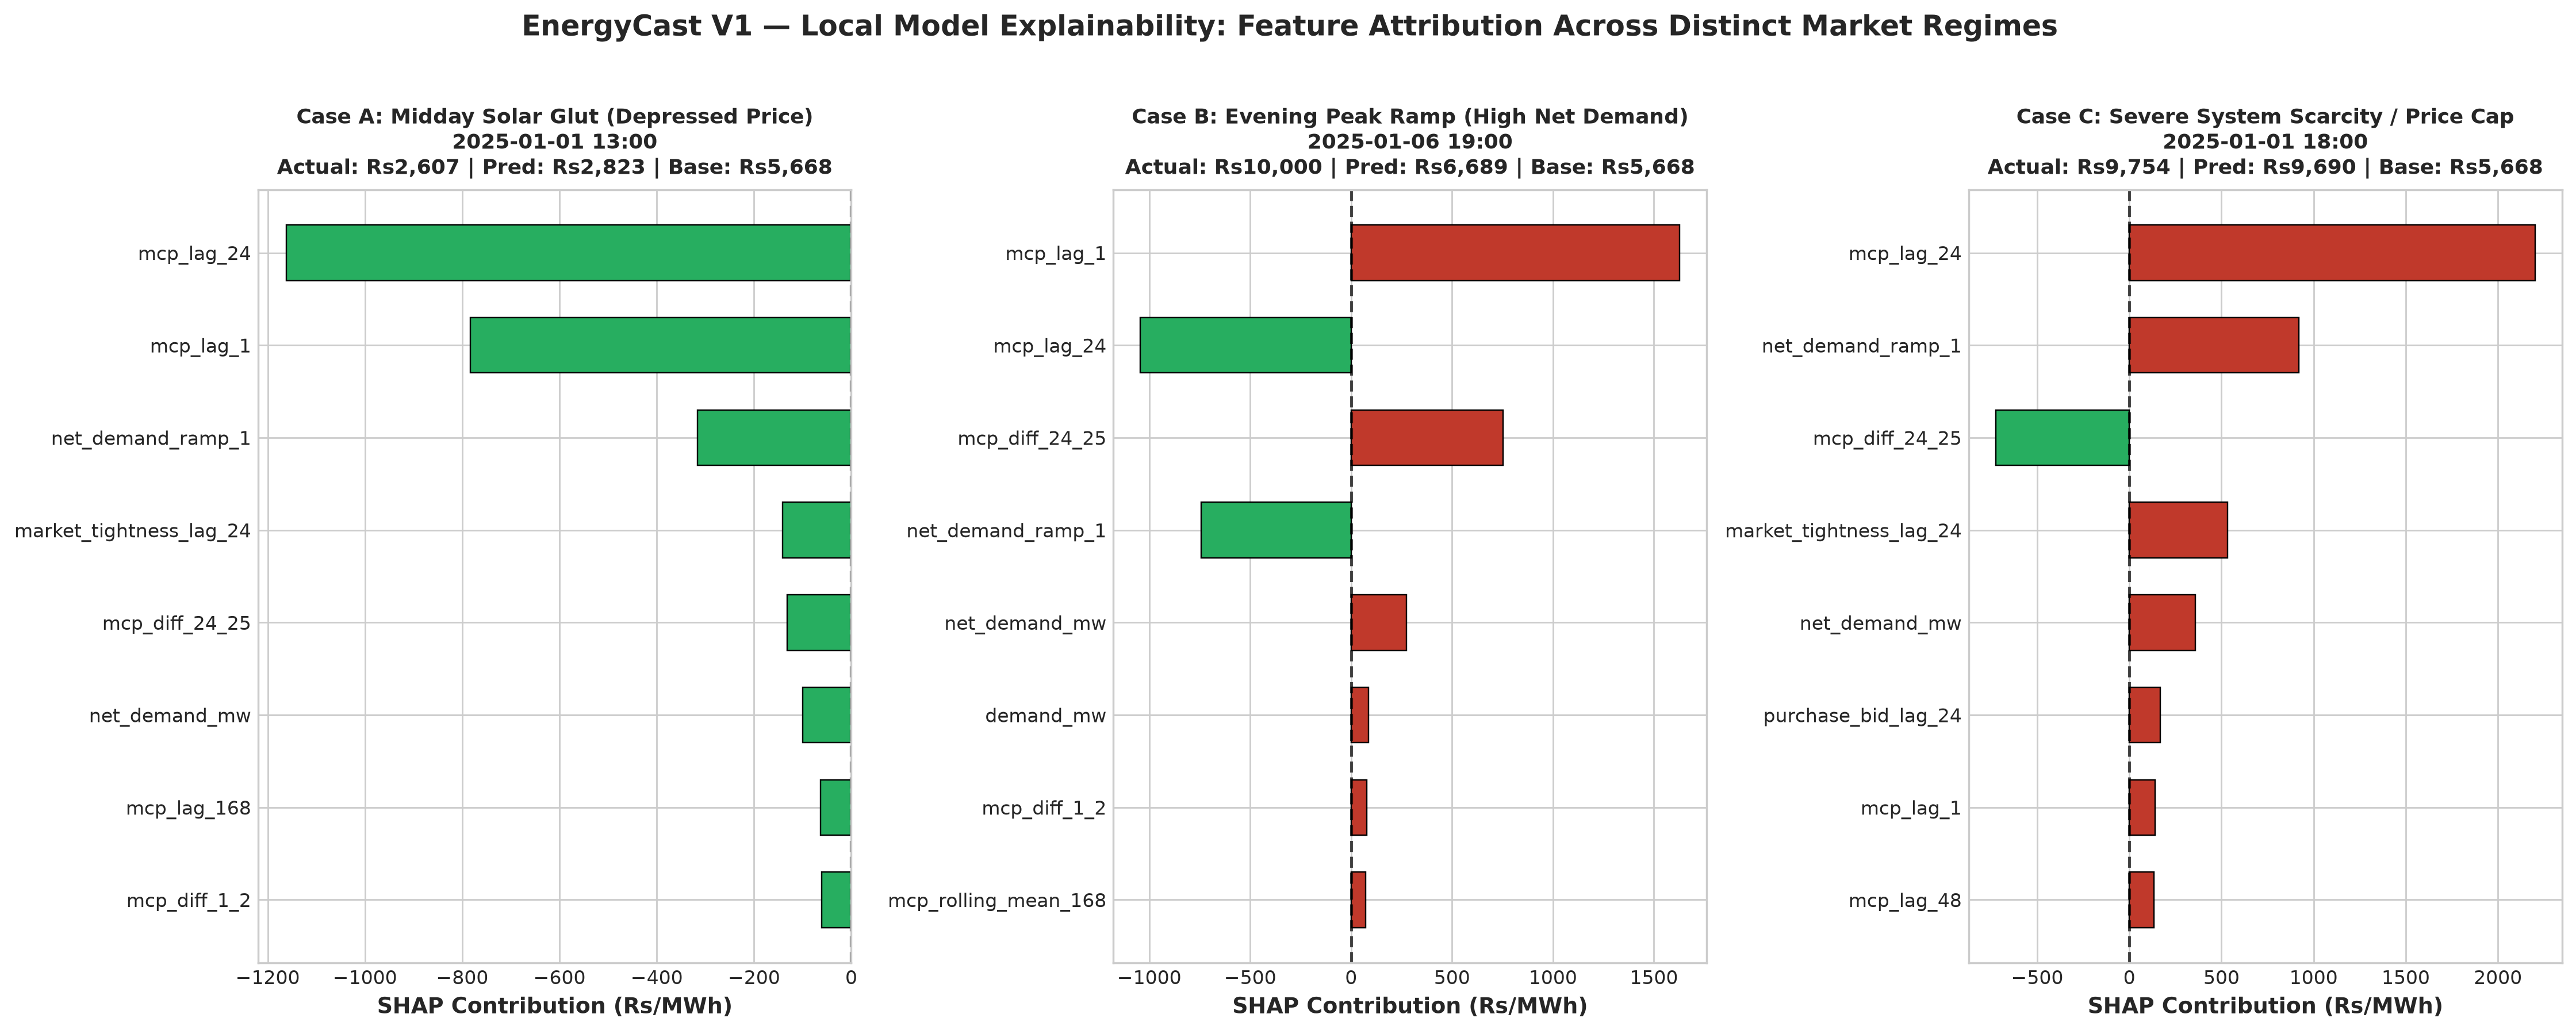 EnergyCast V1 — Local Model Explainability: Feature Attribution Across Distinct Market Regimes
Case A: Midday Solar Glut (Depressed Price)
2025-01-01 13:00
Actual: Rs2,607 | Pred: Rs2,823 | Base: Rs5,668
mcp_lag_24
mcp_lag_1
net_demand_ramp_1
market_tightness_lag_24
mcp_diff_24_25
net_demand_mw
mcp_lag_168
mcp_diff_1_2
−1200 −1000 −800 −600 −400 −200 0
SHAP Contribution (Rs/MWh)
Case B: Evening Peak Ramp (High Net Demand)
2025-01-06 19:00
Actual: Rs10,000 | Pred: Rs6,689 | Base: Rs5,668
mcp_lag_1
mcp_lag_24
mcp_diff_24_25
net_demand_ramp_1
net_demand_mw
demand_mw
mcp_diff_1_2
mcp_rolling_mean_168
−1000 −500 0 500 1000 1500
SHAP Contribution (Rs/MWh)
Case C: Severe System Scarcity / Price Cap
2025-01-01 18:00
Actual: Rs9,754 | Pred: Rs9,690 | Base: Rs5,668
mcp_lag_24
net_demand_ramp_1
mcp_diff_24_25
market_tightness_lag_24
net_demand_mw
purchase_bid_lag_24
mcp_lag_1
mcp_lag_48
−500 0 500 1000 1500 2000
SHAP Contribution (Rs/MWh)